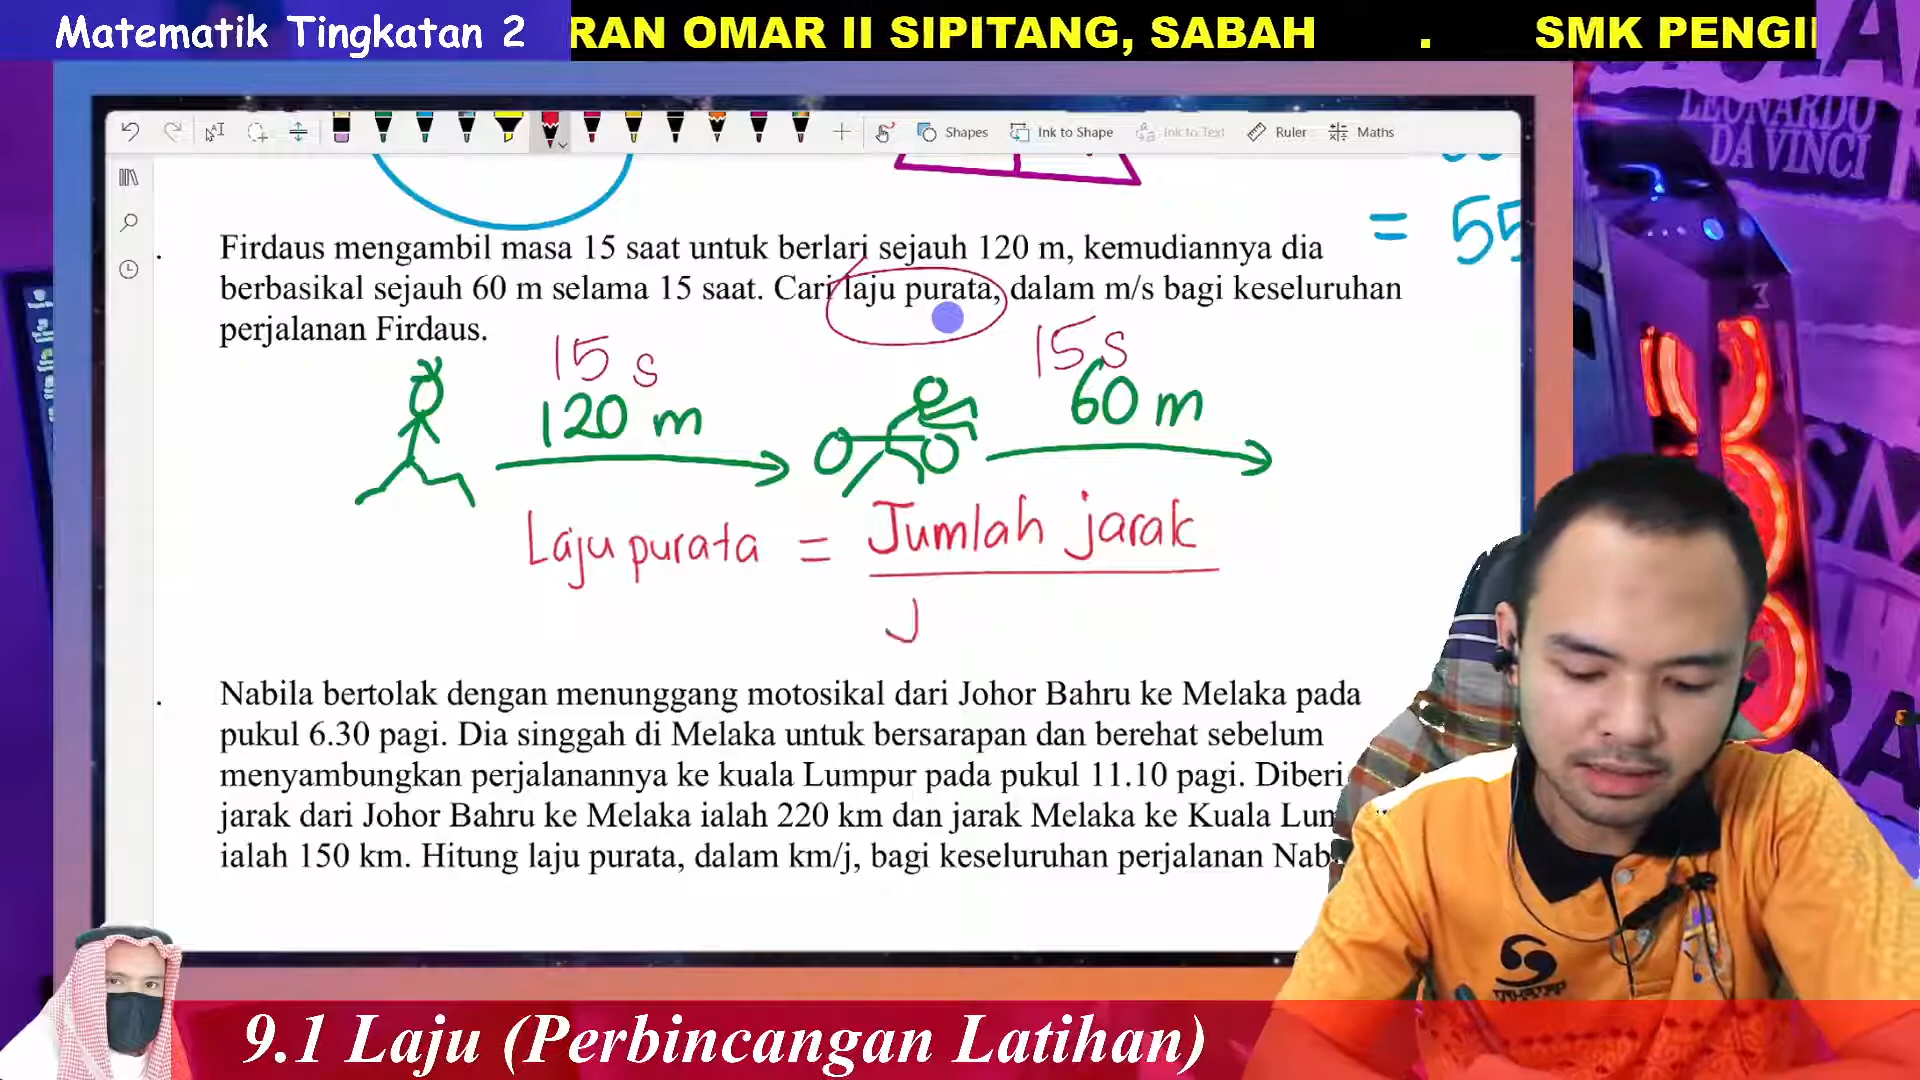 Matematik Tingkatan 2
RAN OMAR II SIPITANG, SABAH . SMK PENGI
LEONARDO
DA VINCI
Shapes Ink to Shape Ink to Text Ruler Maths
= 55
. Firdaus mengambil masa 15 saat untuk berlari sejauh 120 m, kemudiannya dia
berbasikal sejauh 60 m selama 15 saat. Cari laju purata, dalam m/s bagi keseluruhan
perjalanan Firdaus.
15 s 15 s
120 m 60 m
Laju purata = Jumlah jarak
J
. Nabila bertolak dengan menunggang motosikal dari Johor Bahru ke Melaka pada
pukul 6.30 pagi. Dia singgah di Melaka untuk bersarapan dan berehat sebelum
menyambungkan perjalanannya ke kuala Lumpur pada pukul 11.10 pagi. Diberi
jarak dari Johor Bahru ke Melaka ialah 220 km dan jarak Melaka ke Kuala Lun
ialah 150 km. Hitung laju purata, dalam km/j, bagi keseluruhan perjalanan Nab
9.1 Laju (Perbincangan Latihan)